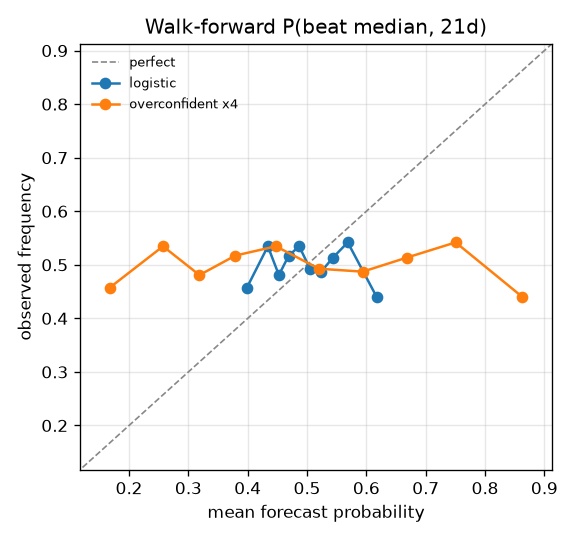 Walk-forward P(beat median, 21d)
perfect
logistic
overconfident x4
observed frequency
0.9
0.8
0.7
0.6
0.5
0.4
0.3
0.2
0.2 0.3 0.4 0.5 0.6 0.7 0.8 0.9
mean forecast probability